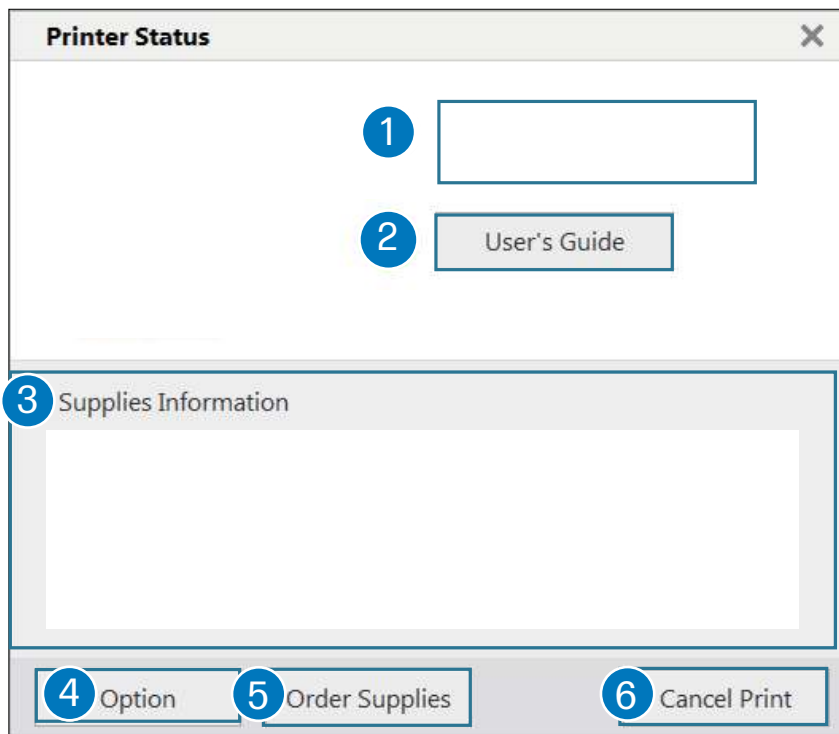 Printer Status
1
2 User's Guide
3 Supplies Information
4 Option 5 Order Supplies 6 Cancel Print